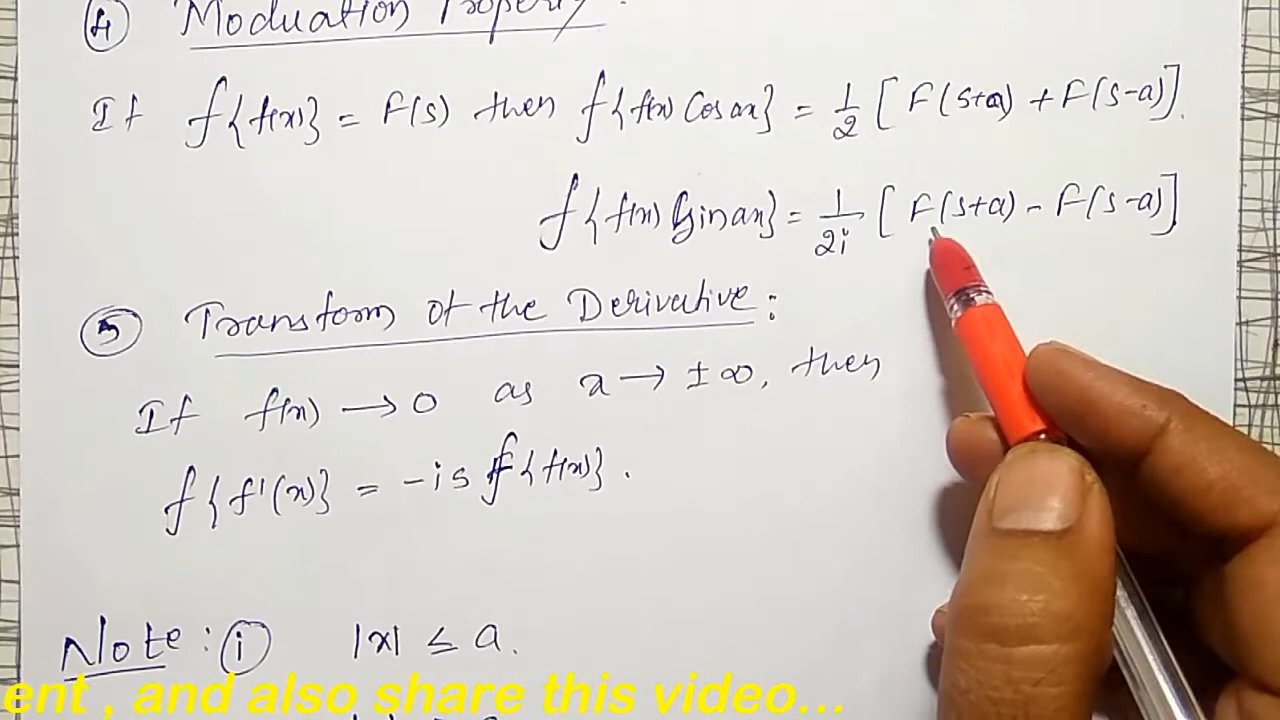 ④ Moduation Property:
If f{f(x)} = F(s) then f{f(x) Cos ax} = 1/2 [F(s+a) + F(s-a)].
f{f(x) Sin ax} = 1/2i [F(s+a) - F(s-a)]
⑤ Transform of the Derivative:
If f(x) → 0 as x → ± ∞, then
f{f'(x)} = -is f{f(x)}.
Note: ⓘ |x| ≤ a.
ent , and also share this video...